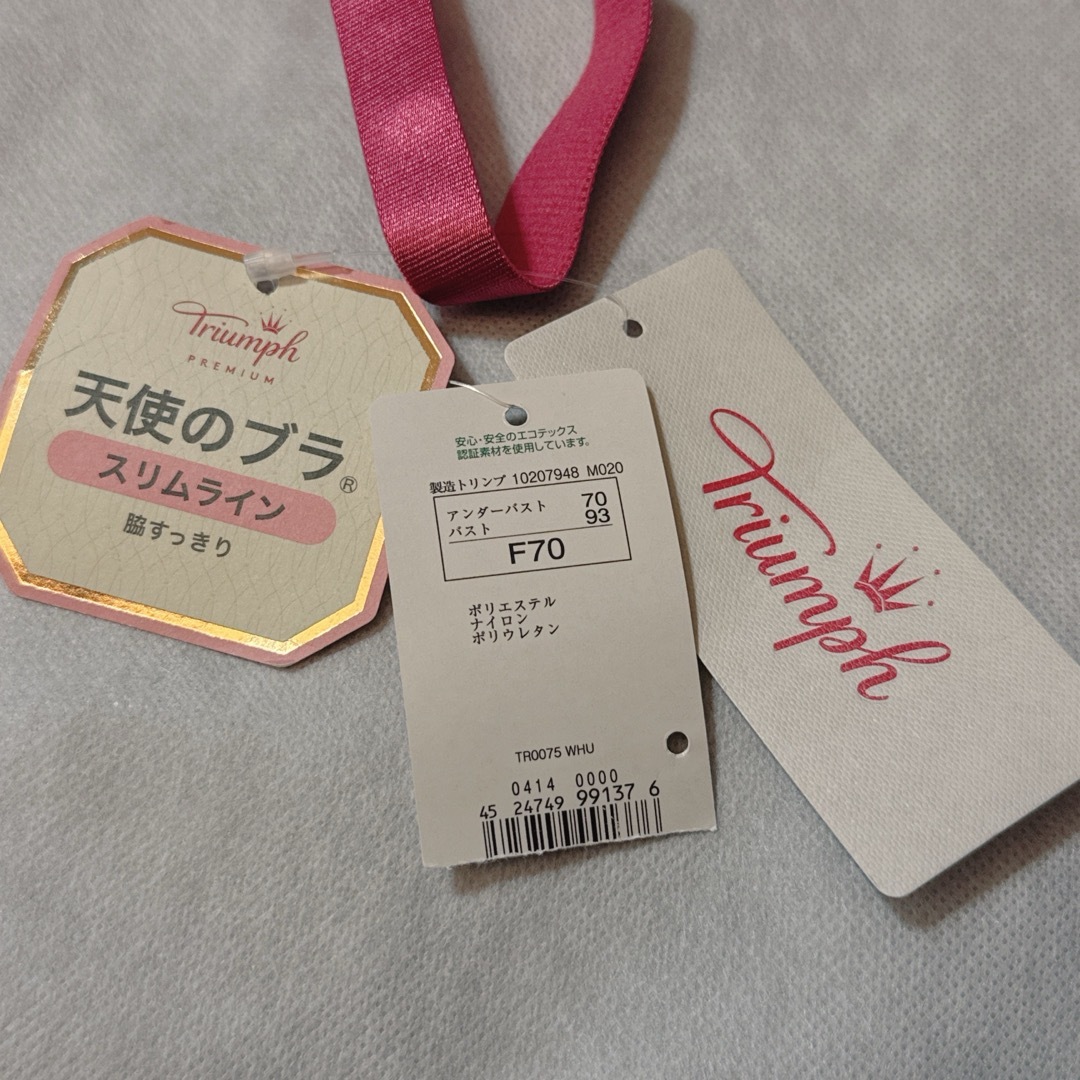 Triumph
PREMIUM
天使のブラ®
スリムライン
脇すっきり
安心・安全のエコテックス
認証素材を使用しています。
製造トリンプ 10207948 M020
アンダーバスト 70
バスト 93
F70
ポリエステル
ナイロン
ポリウレタン
TR0075 WHU
0414 0000
45 24749 99137 6
Triumph